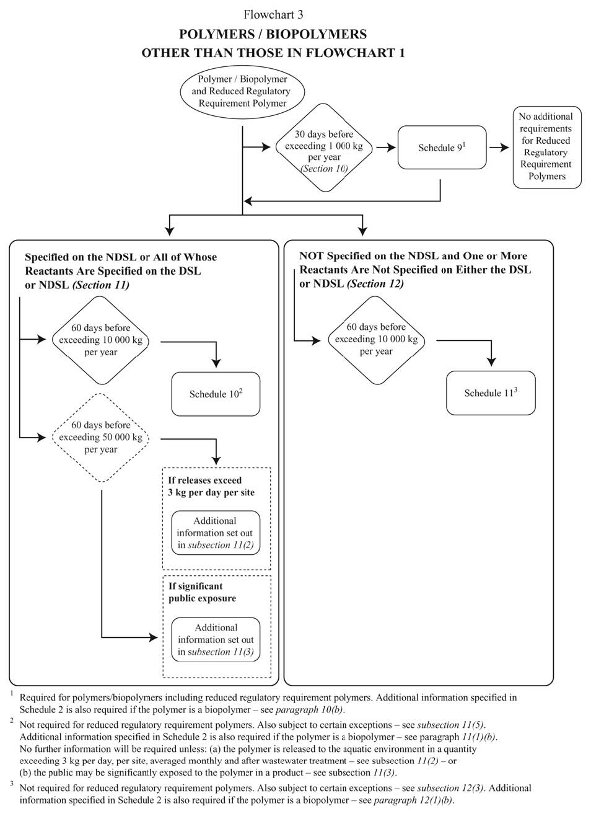 Flowchart 3
POLYMERS / BIOPOLYMERS
OTHER THAN THOSE IN FLOWCHART 1
Polymer / Biopolymer
and Reduced Regulatory
Requirement Polymer
30 days before
exceeding 1 000 kg
per year
(Section 10)
Schedule 9¹
No additional
requirements
for Reduced
Regulatory
Requirement
Polymers
Specified on the NDSL or All of Whose
Reactants Are Specified on the DSL
or NDSL (Section 11)
60 days before
exceeding 10 000 kg
per year
Schedule 10²
60 days before
exceeding 50 000 kg
per year
If releases exceed
3 kg per day per site
Additional
information set out
in subsection 11(2)
If significant
public exposure
Additional
information set out
in subsection 11(3)
NOT Specified on the NDSL and One or More
Reactants Are Not Specified on Either the DSL
or NDSL (Section 12)
60 days before
exceeding 10 000 kg
per year
Schedule 11³
¹ Required for polymers/biopolymers including reduced regulatory requirement polymers. Additional information specified in
Schedule 2 is also required if the polymer is a biopolymer – see paragraph 10(b).
² Not required for reduced regulatory requirement polymers. Also subject to certain exceptions – see subsection 11(5).
Additional information specified in Schedule 2 is also required if the polymer is a biopolymer – see paragraph 11(1)(b).
No further information will be required unless: (a) the polymer is released to the aquatic environment in a quantity
exceeding 3 kg per day, per site, averaged monthly and after wastewater treatment – see subsection 11(2) – or
(b) the public may be significantly exposed to the polymer in a product – see subsection 11(3).
³ Not required for reduced regulatory requirement polymers. Also subject to certain exceptions – see subsection 12(3). Additional
information specified in Schedule 2 is also required if the polymer is a biopolymer – see paragraph 12(1)(b).